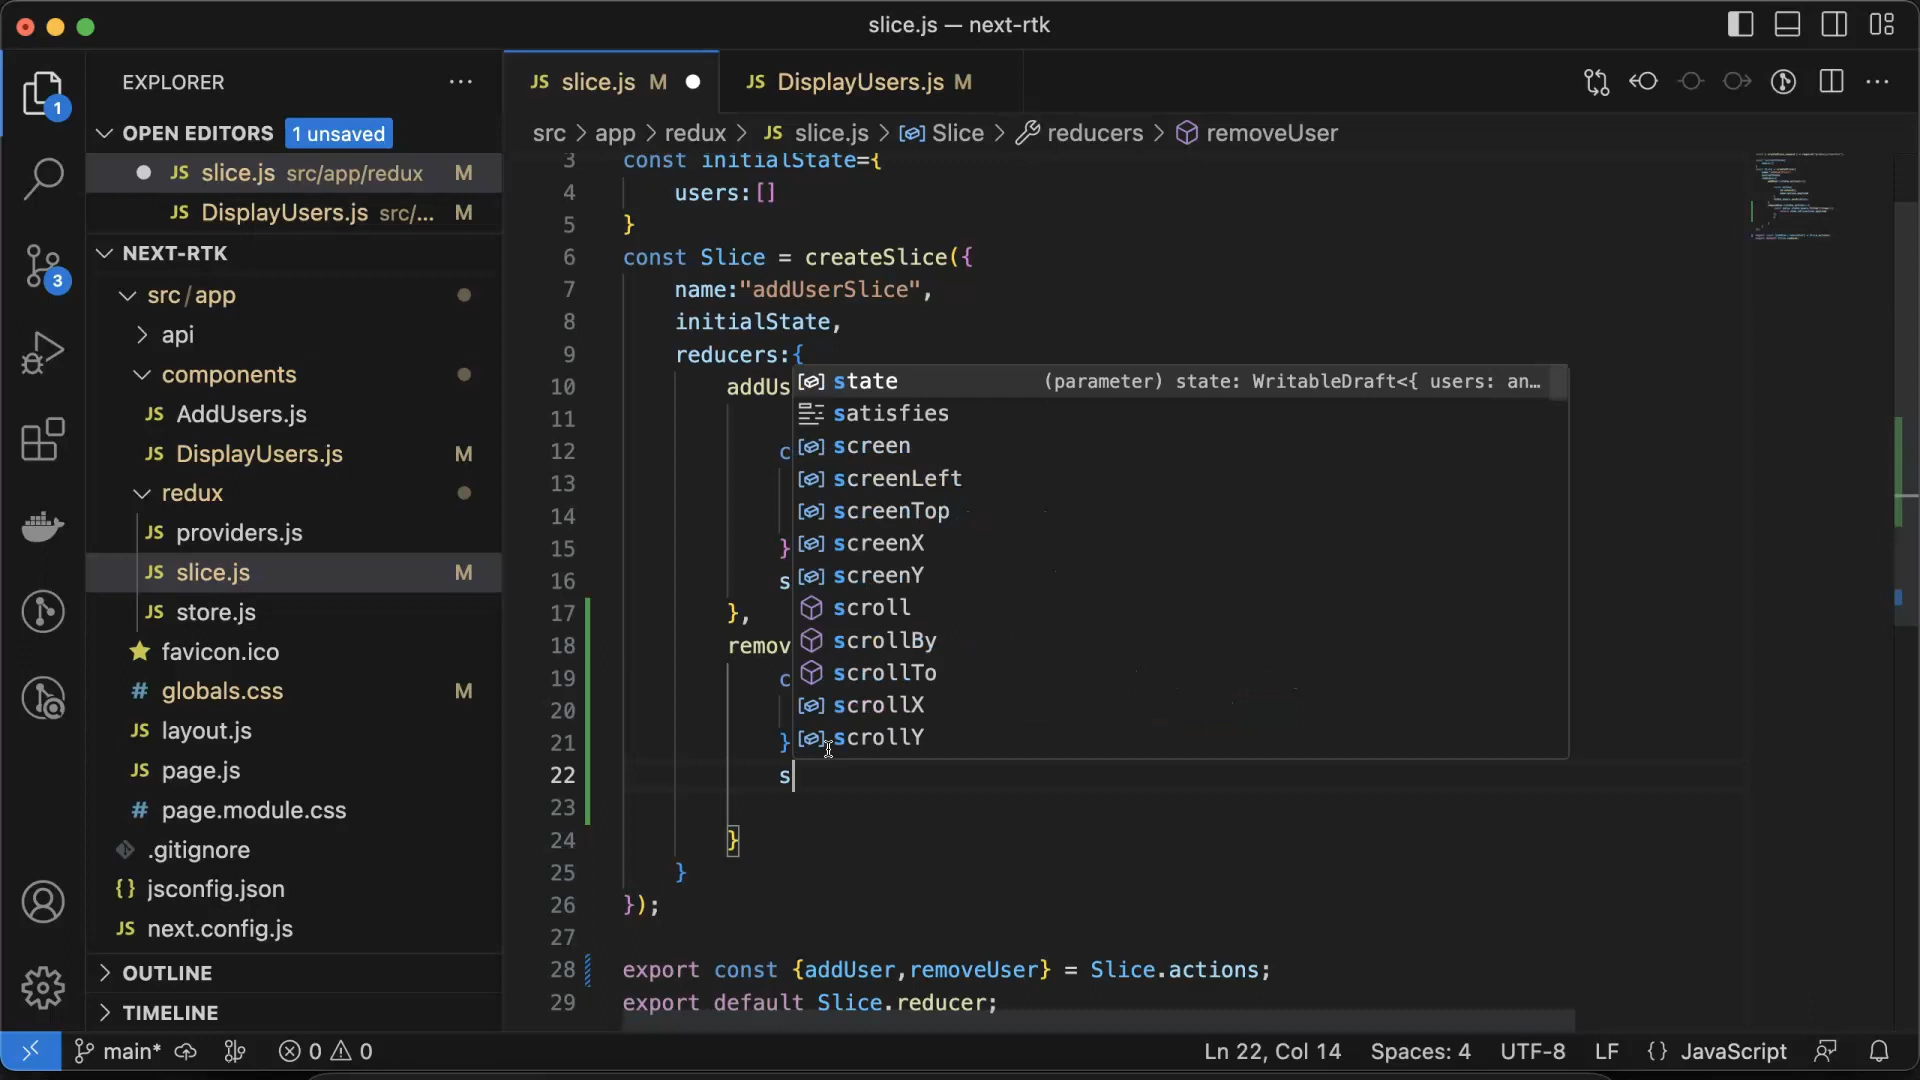 slice.js — next-rtk
EXPLORER
OPEN EDITORS 1 unsaved
JS slice.js src/app/redux M
JS DisplayUsers.js src/... M
NEXT-RTK
src/app
api
components
JS AddUsers.js
JS DisplayUsers.js M
redux
JS providers.js
JS slice.js M
JS store.js
favicon.ico
# globals.css M
JS layout.js
JS page.js
# page.module.css
.gitignore
{} jsconfig.json
JS next.config.js
OUTLINE
TIMELINE
1
3
JS slice.js M
JS DisplayUsers.js M
src > app > redux > JS slice.js > Slice > reducers > removeUser
3 const initialState={
4 users:[]
5 }
6 const Slice = createSlice({
7 name:"addUserSlice",
8 initialState,
9 reducers:{
10 addUs
11
12 c
13
14
15 }
16 s
17 },
18 remov
19 c
20
21 }
22 s
23
24 }
25 }
26 });
27
28 export const {addUser,removeUser} = Slice.actions;
29 export default Slice.reducer;
state (parameter) state: WritableDraft<{ users: an…
satisfies
screen
screenLeft
screenTop
screenX
screenY
scroll
scrollBy
scrollTo
scrollX
scrollY
main* 0 0 Ln 22, Col 14 Spaces: 4 UTF-8 LF {} JavaScript